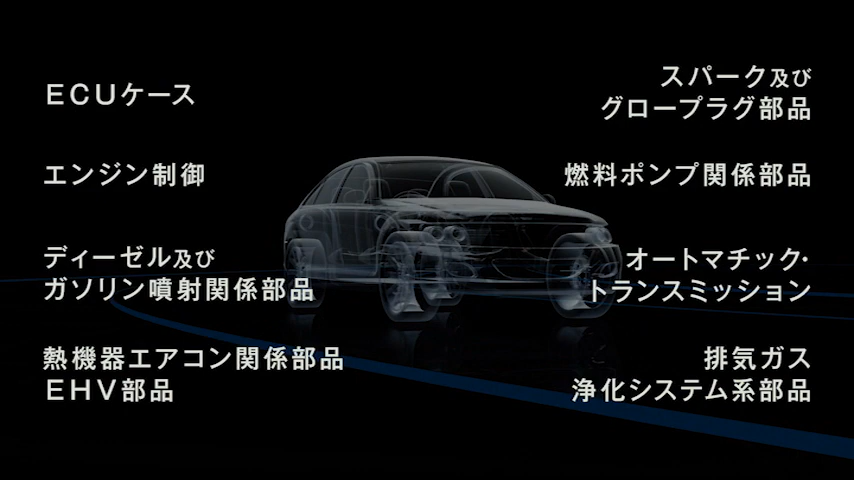 ECUケース
エンジン制御
ディーゼル及び
ガソリン噴射関係部品
熱機器エアコン関係部品
EHV部品
スパーク及び
グロープラグ部品
燃料ポンプ関係部品
オートマチック・
トランスミッション
排気ガス
浄化システム系部品